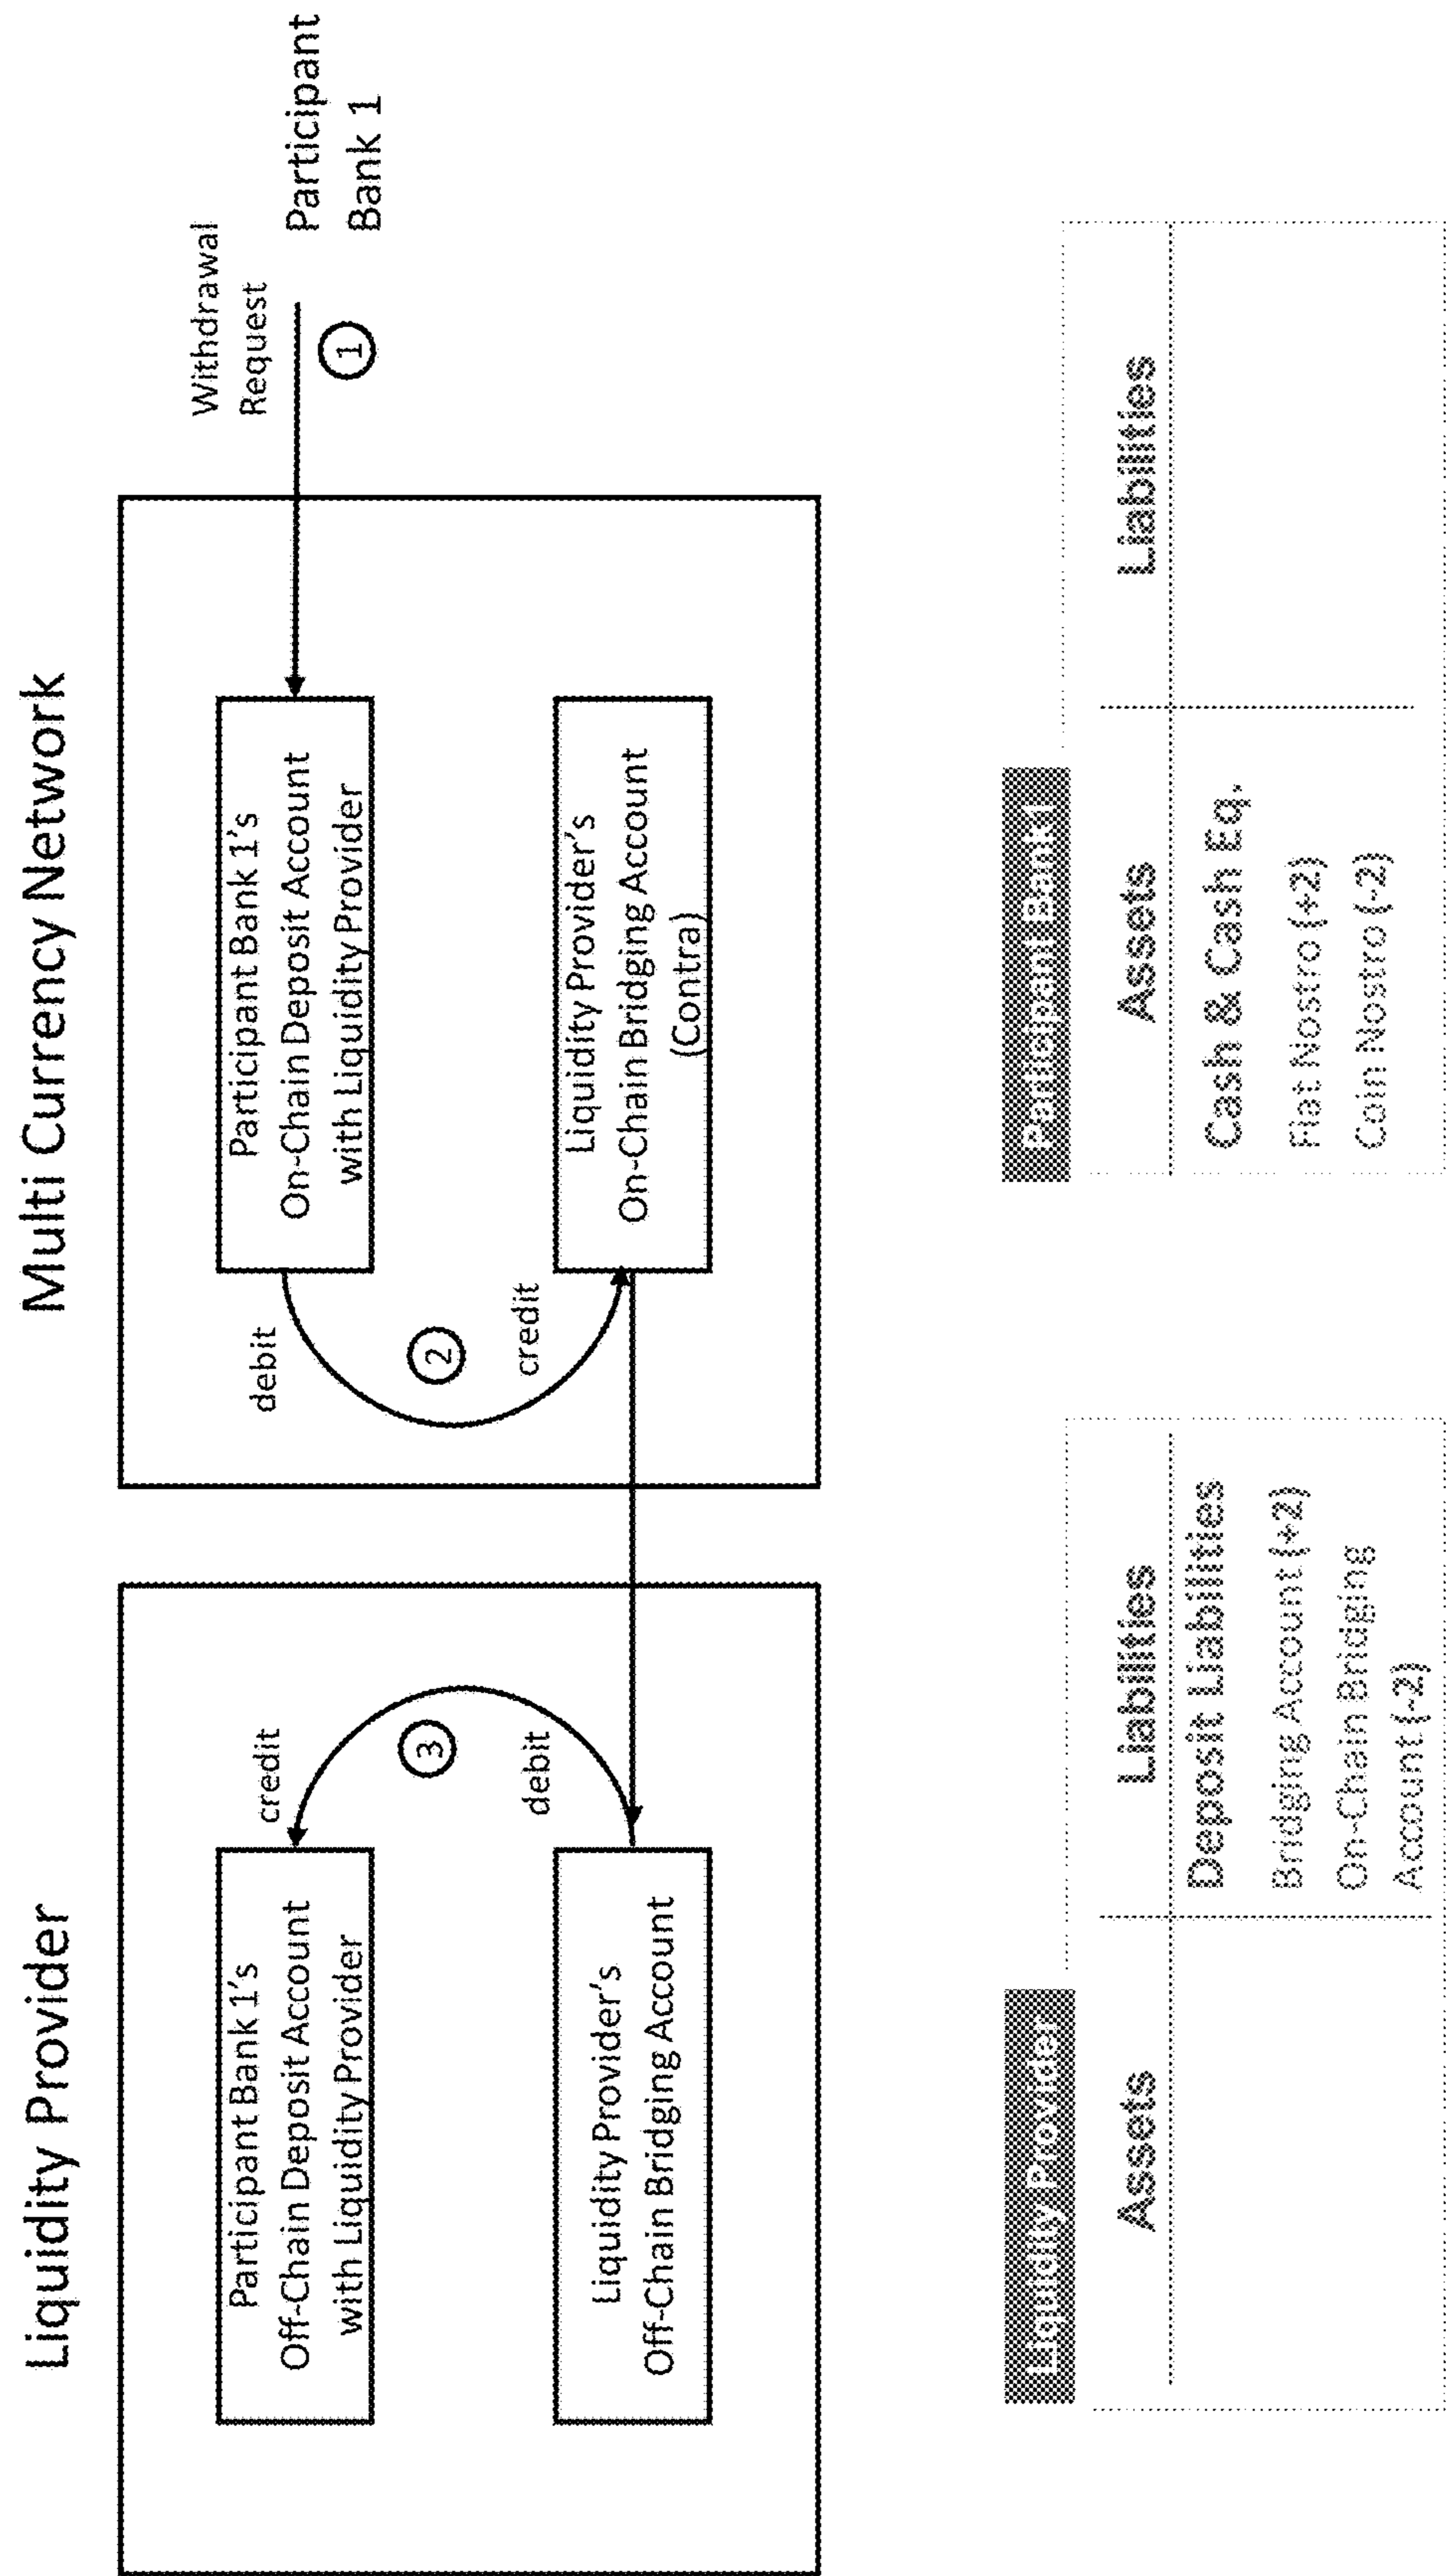 Liquidity Provider
Multi Currency Network
Participant Bank 1's
Off-Chain Deposit Account
with Liquidity Provider
credit
3
debit
Liquidity Provider's
Off-Chain Bridging Account
debit
2
credit
Participant Bank 1's
On-Chain Deposit Account
with Liquidity Provider
Liquidity Provider's
On-Chain Bridging Account
(Contra)
Withdrawal
Request
1
Participant
Bank 1
Liquidity Provider
Assets
Liabilities
Deposit Liabilities
Bridging Account (+2)
On-Chain Bridging
Account (-2)
Participant Bank1
Assets
Liabilities
Cash & Cash Eq.
Fiat Nostro (+2)
Coin Nostro (-2)